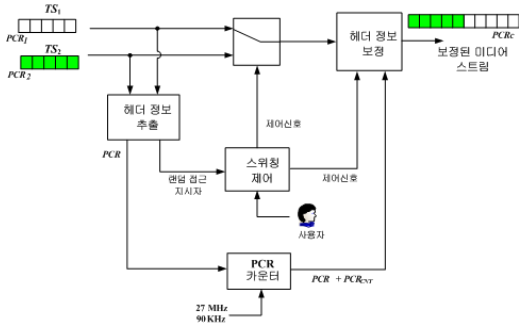 TS1
PCR1
TS2
PCR2
헤더 정보
보정
PCRc
보정된 미디어
스트림
헤더 정보
추출
제어신호
PCR
랜덤 접근
지시자
스위칭
제어
제어신호
사용자
PCR
카운터
PCR + PCRCNT
27 MHz
90 KHz